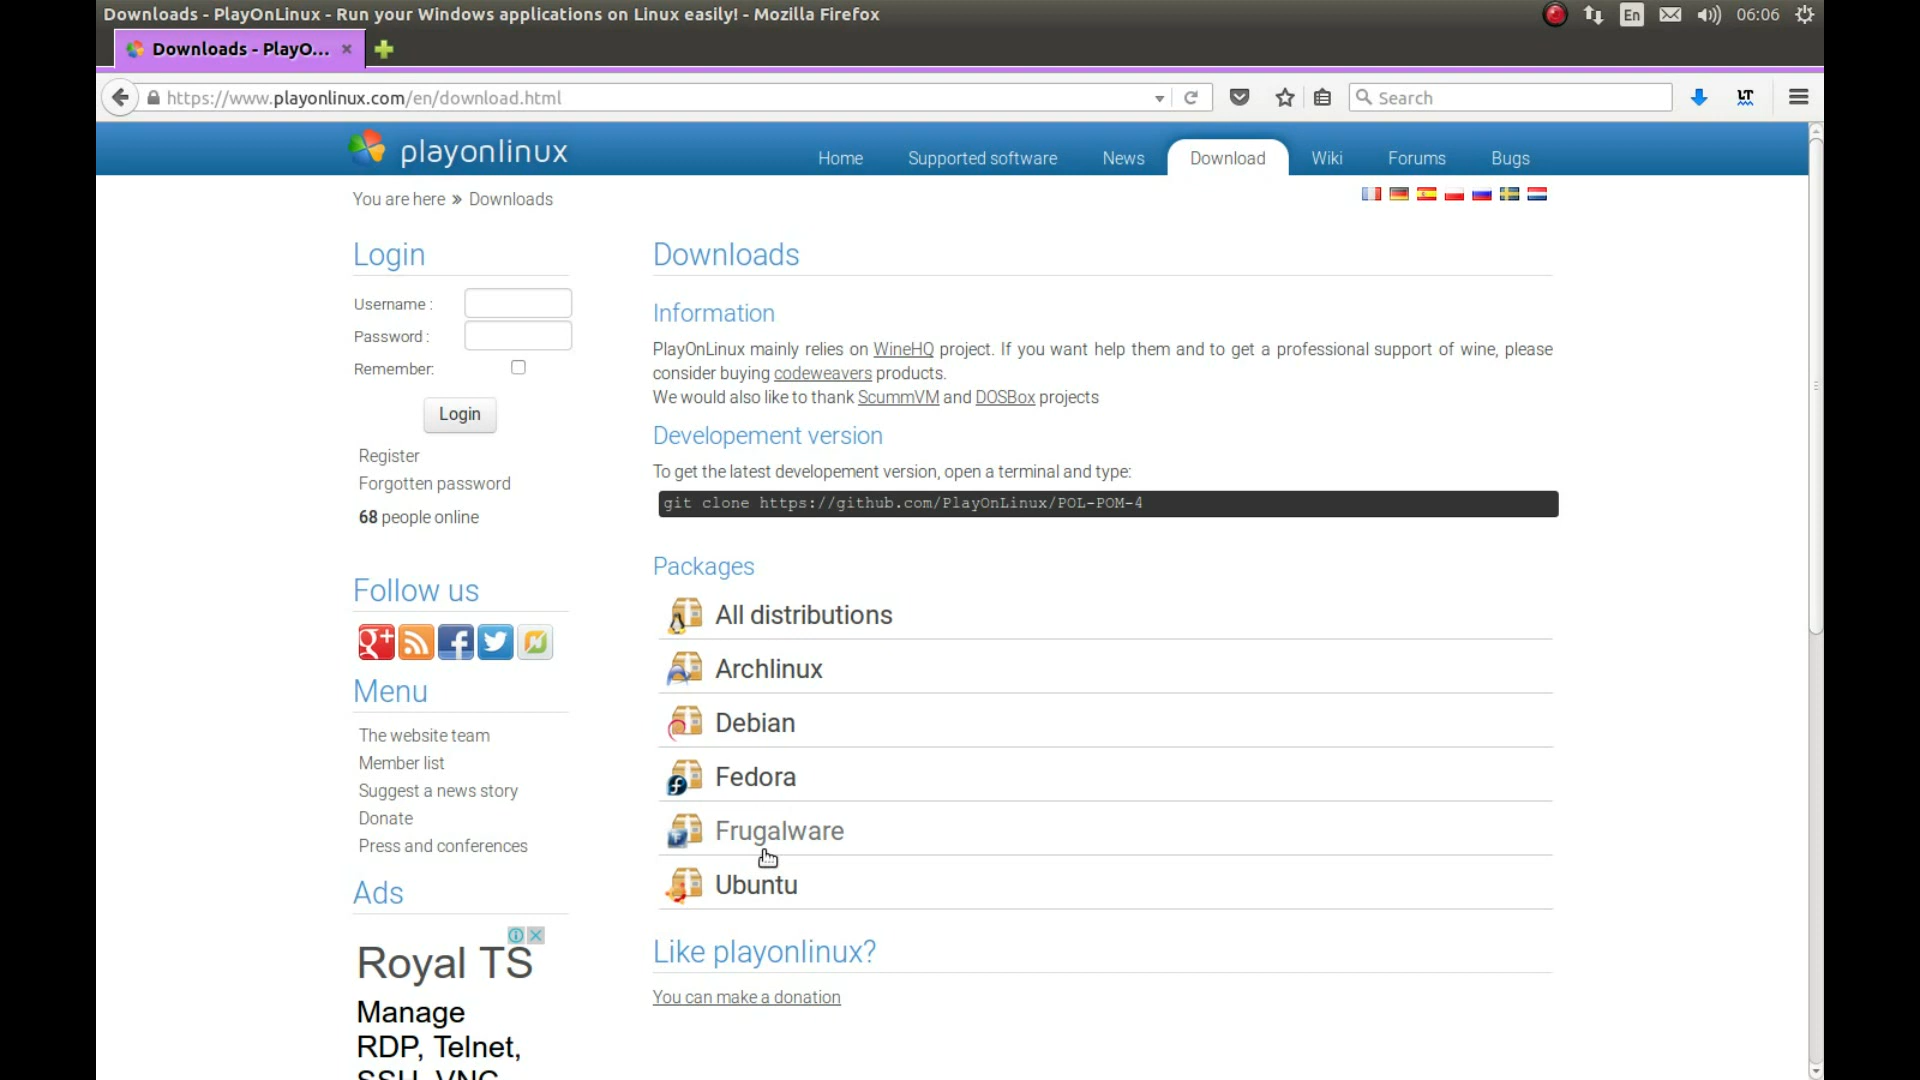 Downloads - PlayOnLinux - Run your Windows applications on Linux easily! - Mozilla Firefox
En
06:06
Downloads - PlayO...
https://www.playonlinux.com/en/download.html
Search
LT
playonlinux
Home
Supported software
News
Download
Wiki
Forums
Bugs
You are here » Downloads
Login
Username :
Password :
Remember:
Login
Register
Forgotten password
68 people online
Follow us
g+
Menu
The website team
Member list
Suggest a news story
Donate
Press and conferences
Ads
Royal TS
Manage
RDP, Telnet,
SSH, VNC
Downloads
Information
PlayOnLinux mainly relies on WineHQ project. If you want help them and to get a professional support of wine, please
consider buying codeweavers products.
We would also like to thank ScummVM and DOSBox projects
Developement version
To get the latest developement version, open a terminal and type:
git clone https://github.com/PlayOnLinux/POL-POM-4
Packages
All distributions
Archlinux
Debian
Fedora
Frugalware
Ubuntu
Like playonlinux?
You can make a donation